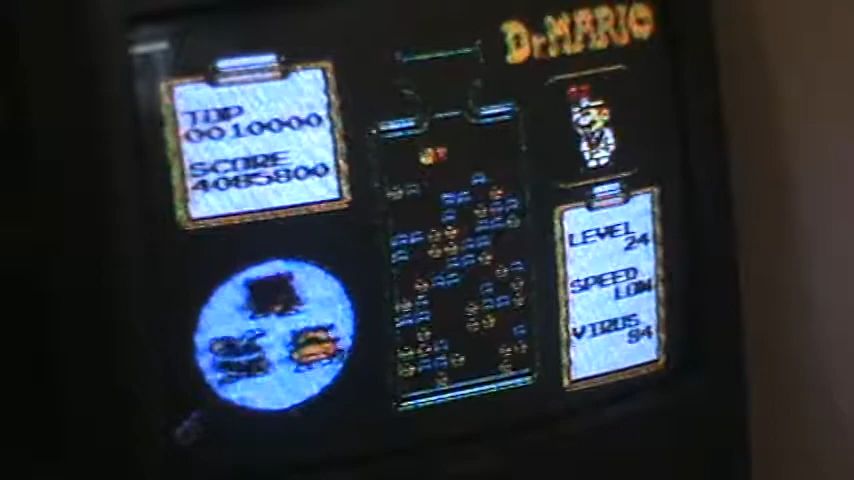 Dr.MARIO
TOP
0010000
SCORE
4085800
LEVEL
24
SPEED
LOW
VIRUS
84